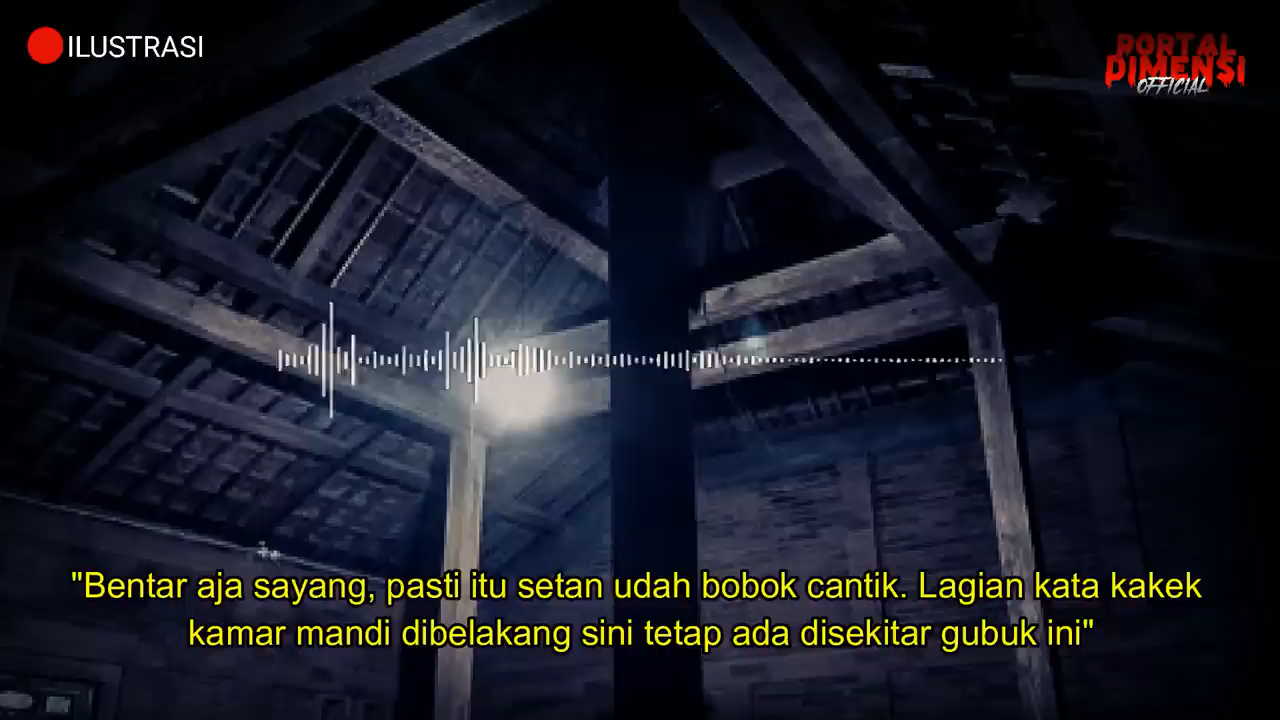 ILUSTRASI
PORTAL
DIMENSI
OFFICIAL
"Bentar aja sayang, pasti itu setan udah bobok cantik. Lagian kata kakek
kamar mandi dibelakang sini tetap ada disekitar gubuk ini"